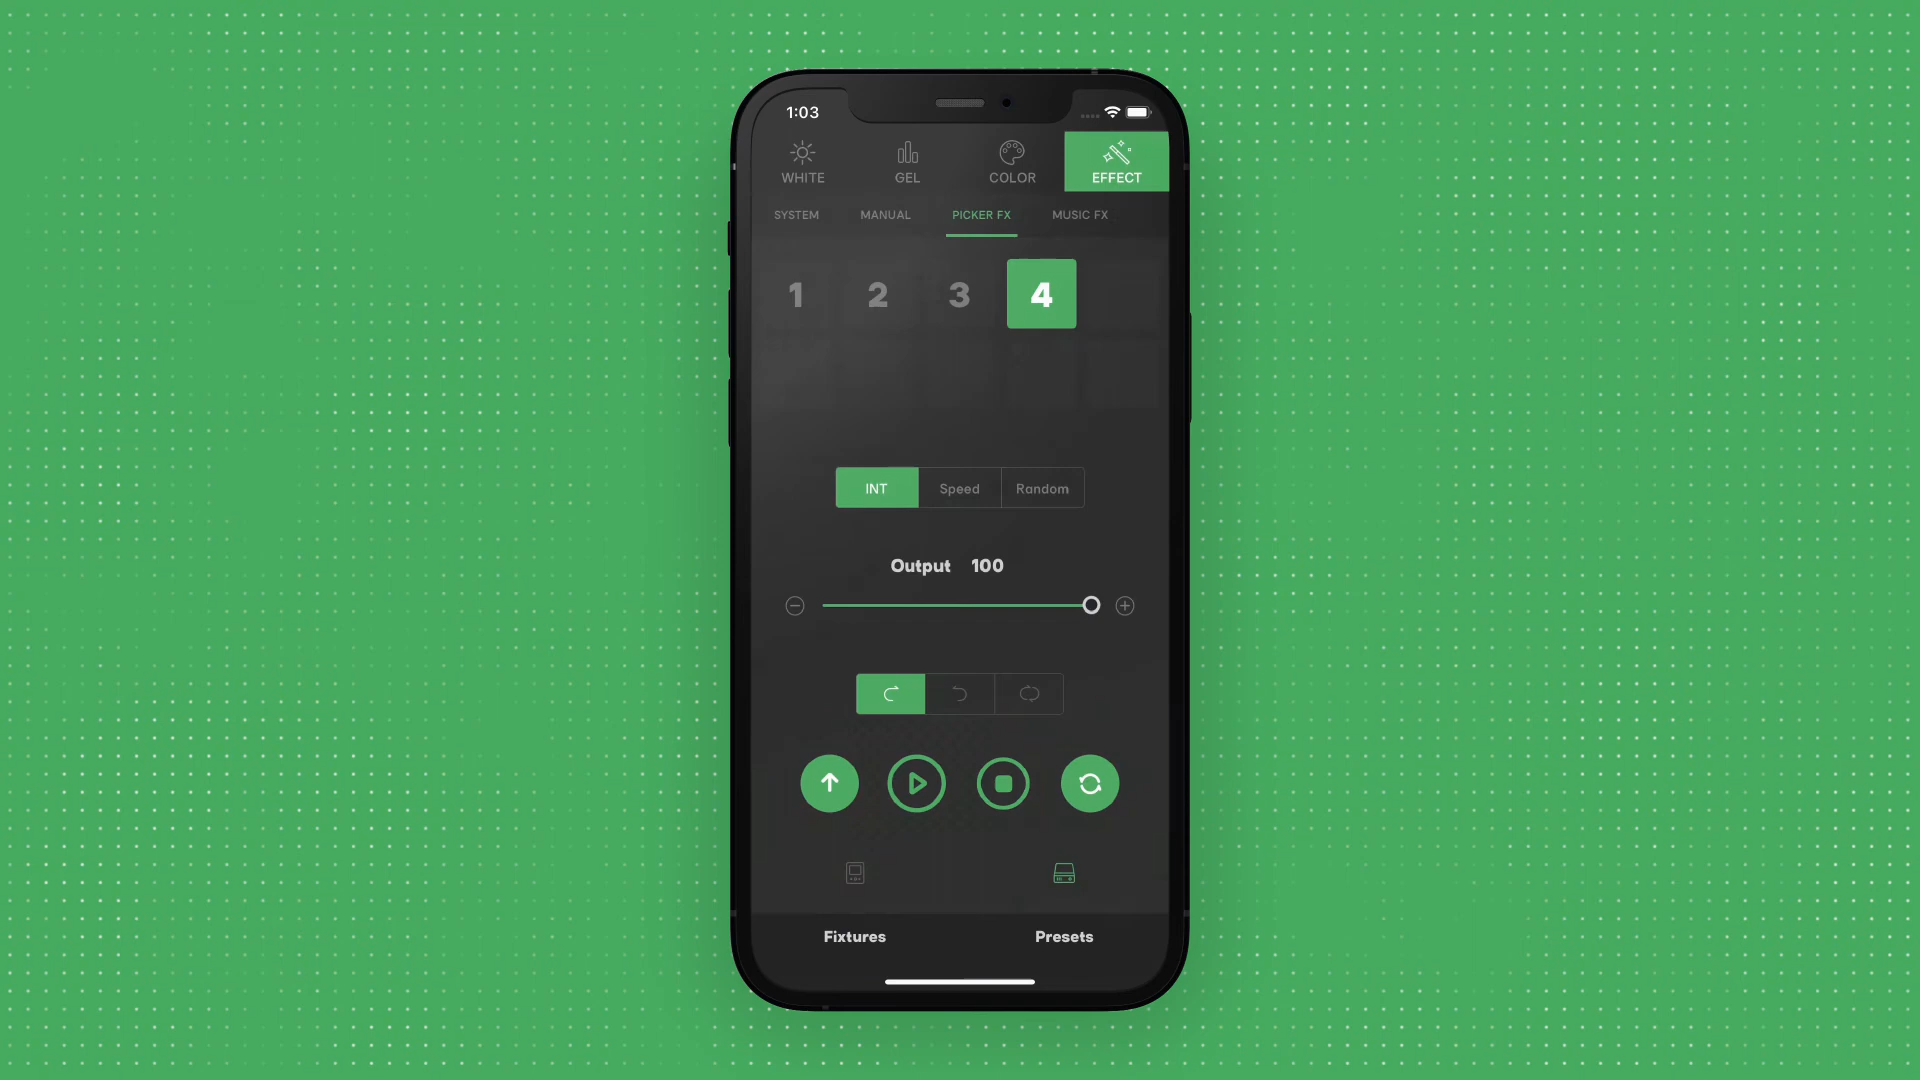 1:03
WHITE GEL COLOR EFFECT
SYSTEM MANUAL PICKER FX MUSIC FX
1 2 3 4
INT Speed Random
Output 100
Fixtures Presets